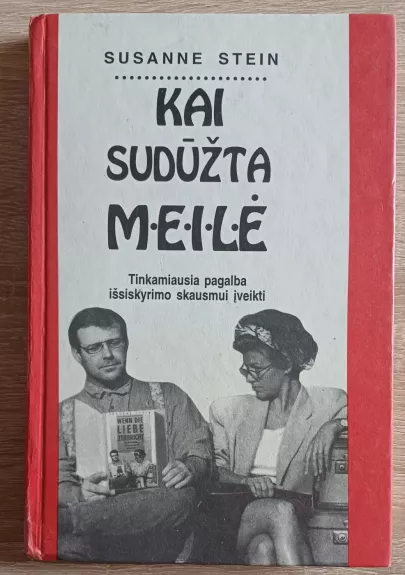 SUSANNE STEIN
KAI
SUDŪŽTA
M•E•I•L•Ė
Tinkamiausia pagalba
išsiskyrimo skausmui įveikti
WENN DIE
LIEBE
ZERBRICHT